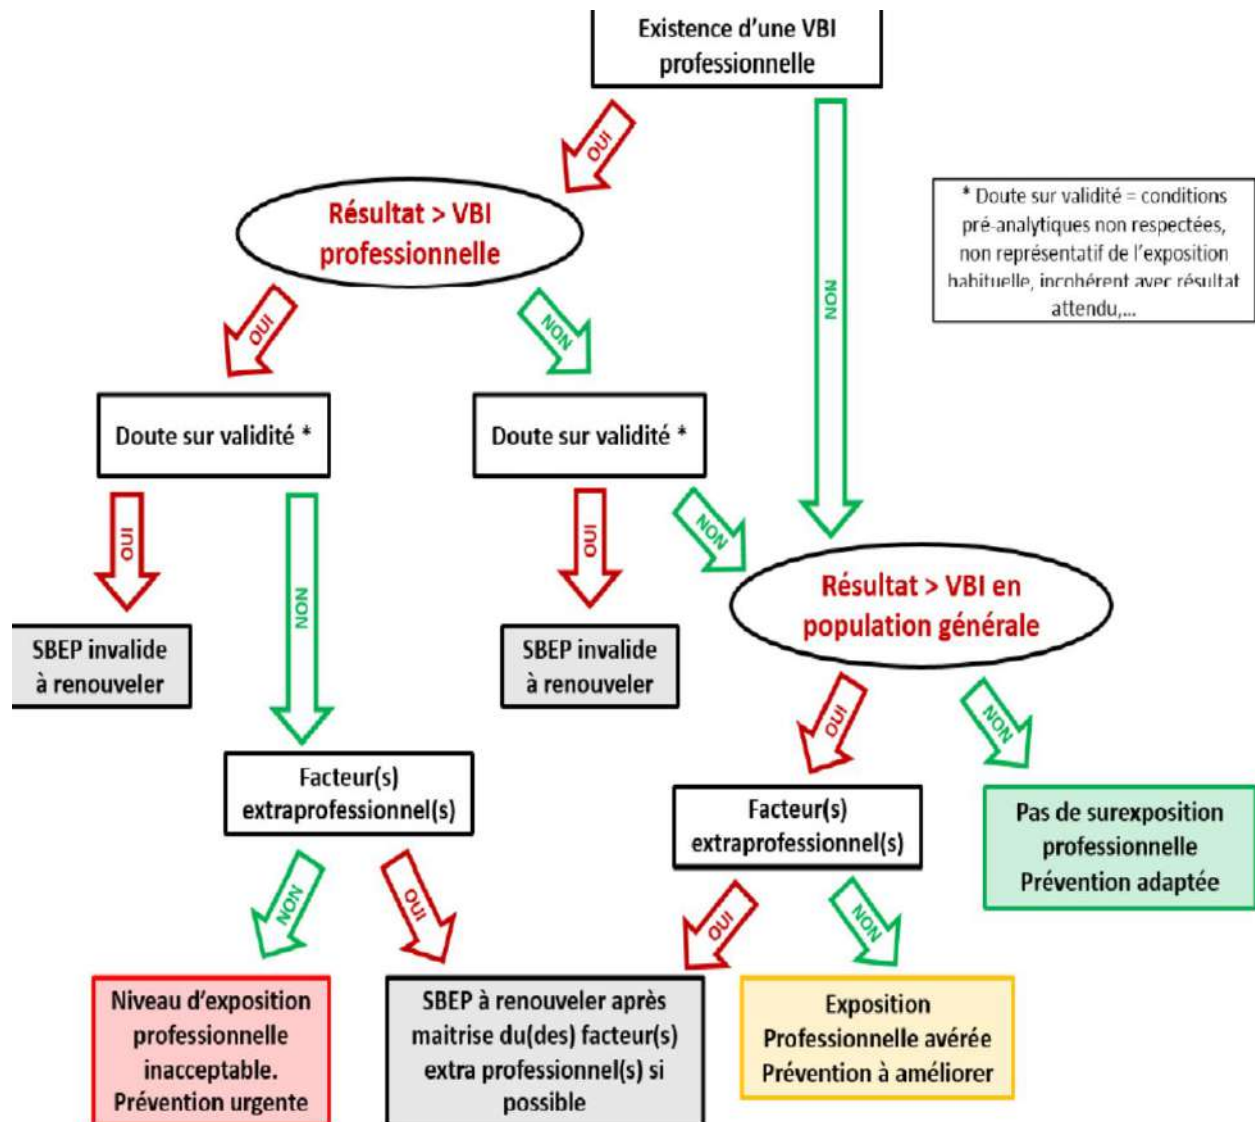 Existence d'une VBI
professionnelle
OUI
NON
Résultat > VBI
professionnelle
* Doute sur validité = conditions
pré-analytiques non respectées,
non représentatif de l'exposition
habituelle, incohérent avec résultat
attendu,...
OUI
NON
Doute sur validité *
Doute sur validité *
OUI
NON
OUI
NON
Résultat > VBI en
population générale
SBEP invalide
à renouveler
SBEP invalide
à renouveler
OUI
NON
Facteur(s)
extraprofessionnel(s)
Facteur(s)
extraprofessionnel(s)
Pas de surexposition
professionnelle
Prévention adaptée
NON
OUI
OUI
NON
Niveau d'exposition
professionnelle
inacceptable.
Prévention urgente
SBEP à renouveler après
maitrise du(des) facteur(s)
extra professionnel(s) si
possible
Exposition
Professionnelle avérée
Prévention à améliorer